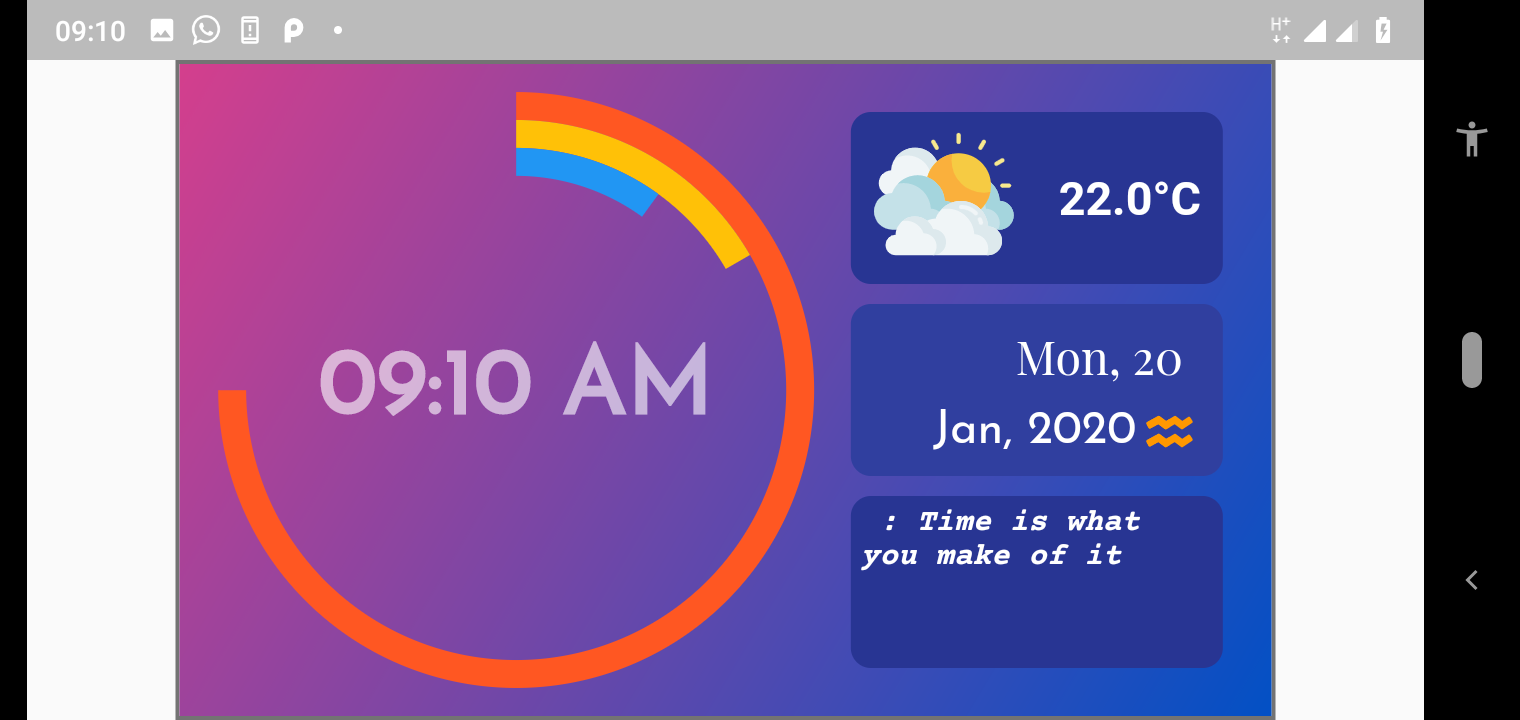 09:10
H+
09:10 AM
22.0°C
Mon, 20
Jan, 2020
: Time is what
you make of it